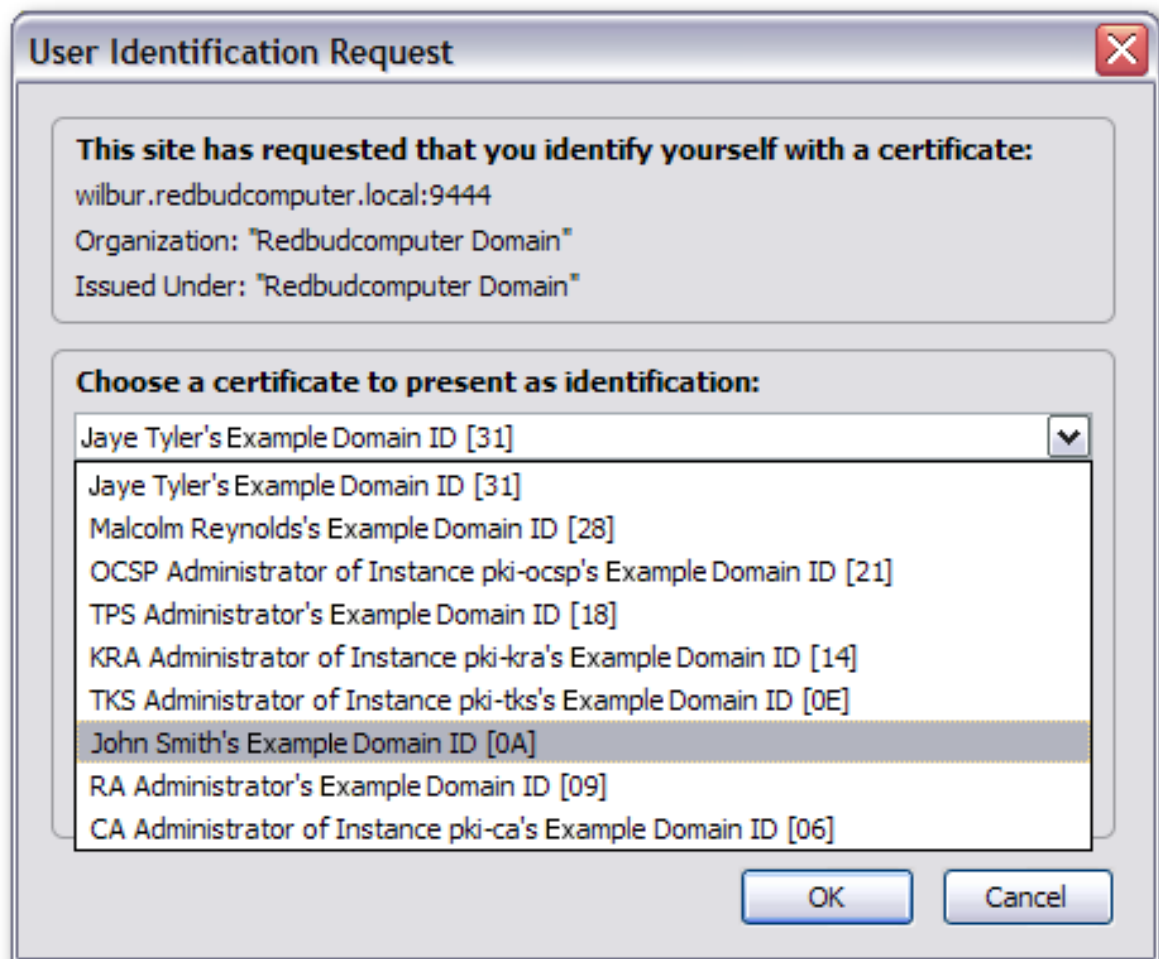 User Identification Request
This site has requested that you identify yourself with a certificate:
wilbur.redbudcomputer.local:9444
Organization: "Redbudcomputer Domain"
Issued Under: "Redbudcomputer Domain"
Choose a certificate to present as identification:
Jaye Tyler's Example Domain ID [31]
Jaye Tyler's Example Domain ID [31]
Malcolm Reynolds's Example Domain ID [28]
OCSP Administrator of Instance pki-ocsp's Example Domain ID [21]
TPS Administrator's Example Domain ID [18]
KRA Administrator of Instance pki-kra's Example Domain ID [14]
TKS Administrator of Instance pki-tks's Example Domain ID [0E]
John Smith's Example Domain ID [0A]
RA Administrator's Example Domain ID [09]
CA Administrator of Instance pki-ca's Example Domain ID [06]
OK Cancel